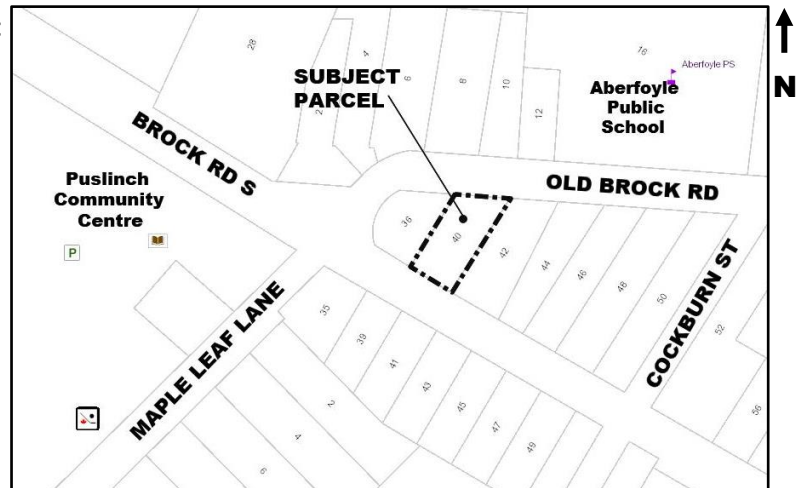 N
28
4
6
8
10
12
16
Aberfoyle PS
SUBJECT
PARCEL
2
Aberfoyle
Public
School
BROCK RD S
OLD BROCK RD
Puslinch
Community
Centre
P
36
40
42
44
46
48
50
52
56
COCKBURN ST
MAPLE LEAF LANE
35
39
41
43
45
47
49
2
4
6